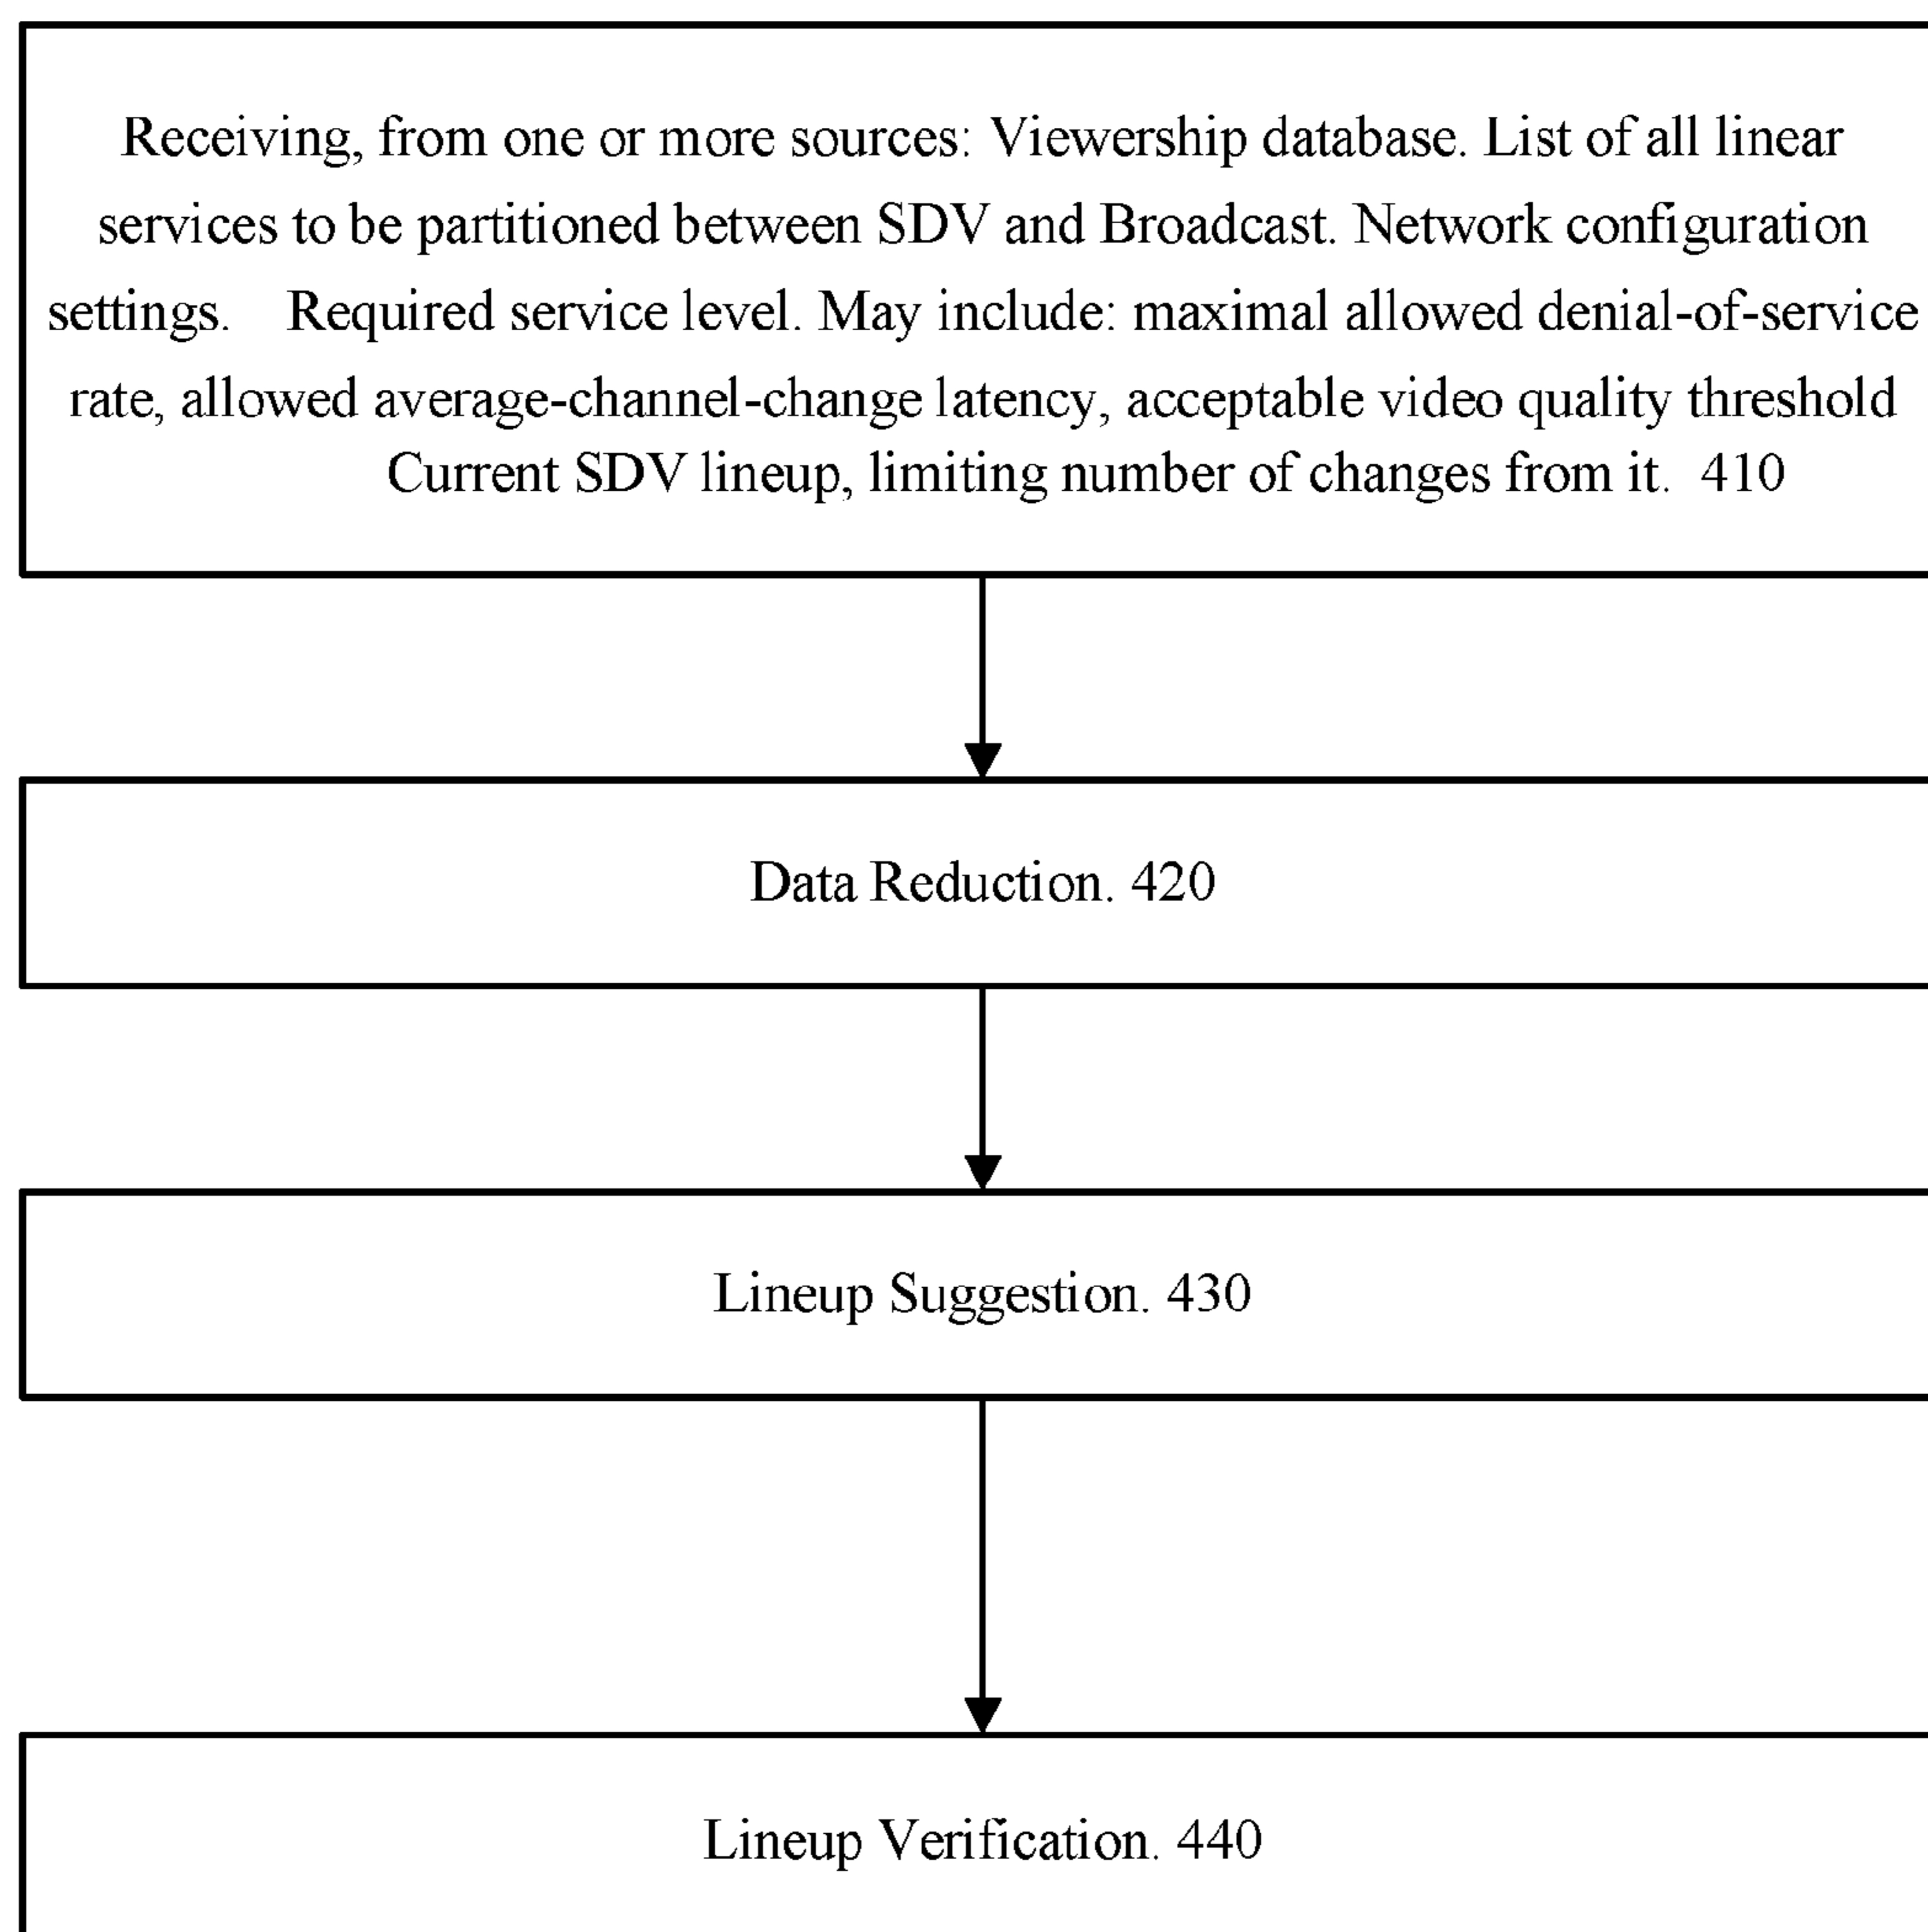 Receiving, from one or more sources: Viewership database. List of all linear
services to be partitioned between SDV and Broadcast. Network configuration
settings. Required service level. May include: maximal allowed denial-of-service
rate, allowed average-channel-change latency, acceptable video quality threshold
Current SDV lineup, limiting number of changes from it. 410
Data Reduction. 420
Lineup Suggestion. 430
Lineup Verification. 440